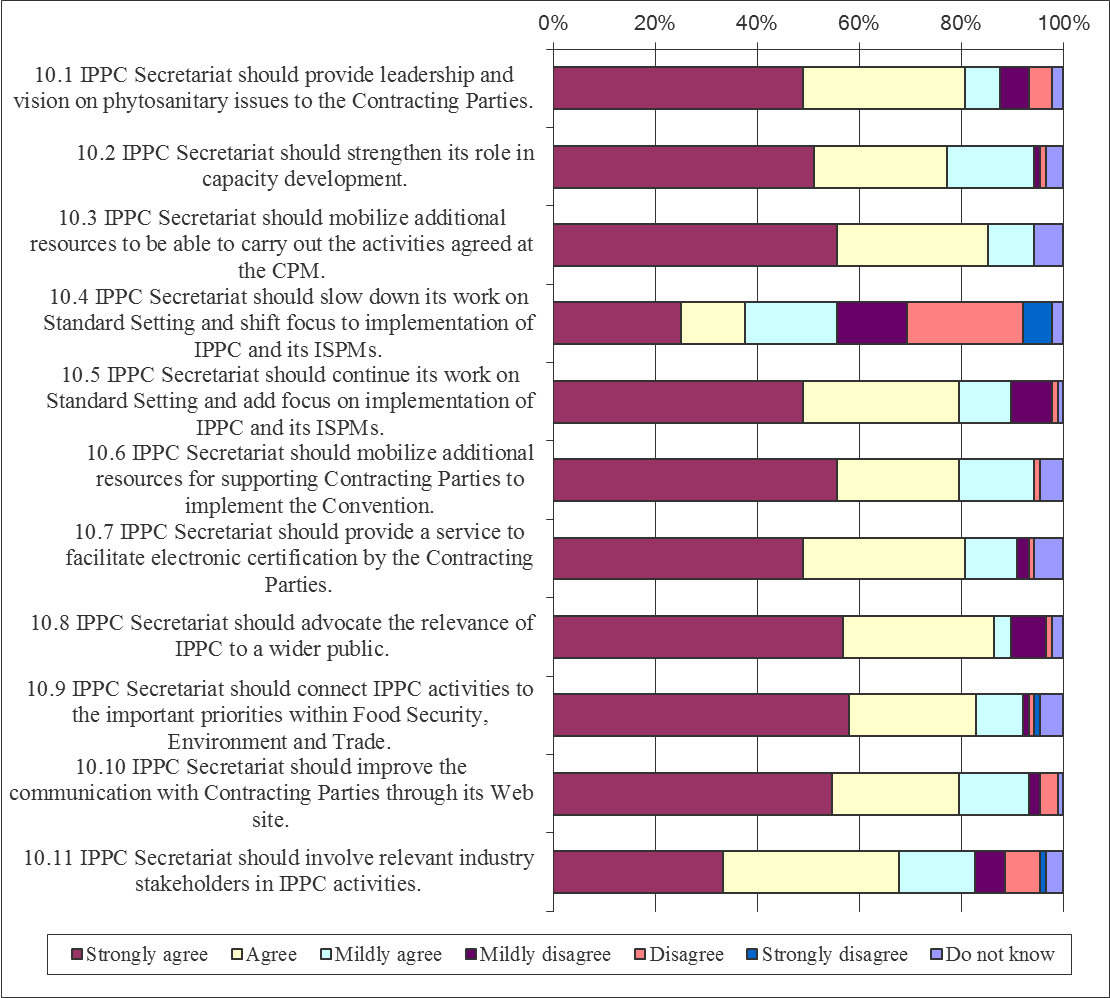 0% 20% 40% 60% 80% 100%
10.1 IPPC Secretariat should provide leadership and
vision on phytosanitary issues to the Contracting Parties.
10.2 IPPC Secretariat should strengthen its role in
capacity development.
10.3 IPPC Secretariat should mobilize additional
resources to be able to carry out the activities agreed at
the CPM.
10.4 IPPC Secretariat should slow down its work on
Standard Setting and shift focus to implementation of
IPPC and its ISPMs.
10.5 IPPC Secretariat should continue its work on
Standard Setting and add focus on implementation of
IPPC and its ISPMs.
10.6 IPPC Secretariat should mobilize additional
resources for supporting Contracting Parties to
implement the Convention.
10.7 IPPC Secretariat should provide a service to
facilitate electronic certification by the Contracting
Parties.
10.8 IPPC Secretariat should advocate the relevance of
IPPC to a wider public.
10.9 IPPC Secretariat should connect IPPC activities to
the important priorities within Food Security,
Environment and Trade.
10.10 IPPC Secretariat should improve the
communication with Contracting Parties through its Web
site.
10.11 IPPC Secretariat should involve relevant industry
stakeholders in IPPC activities.
Strongly agree Agree Mildly agree Mildly disagree Disagree Strongly disagree Do not know